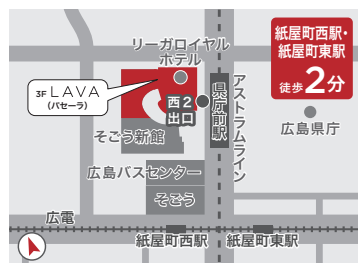 リーガロイヤル
ホテル
紙屋町西駅・
紙屋町東駅
徒歩2分
3F LAVA
(パセーラ)
西2
出口
県庁前駅
アストラムライン
広島県庁
そごう新館
広島バスセンター
そごう
広電
紙屋町西駅
紙屋町東駅